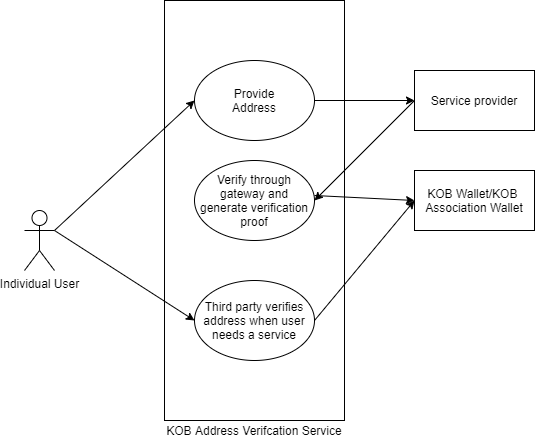 Provide
Address
Service provider
Verify through
gateway and
generate verification
proof
KOB Wallet/KOB
Association Wallet
Individual User
Third party verifies
address when user
needs a service
KOB Address Verifcation Service